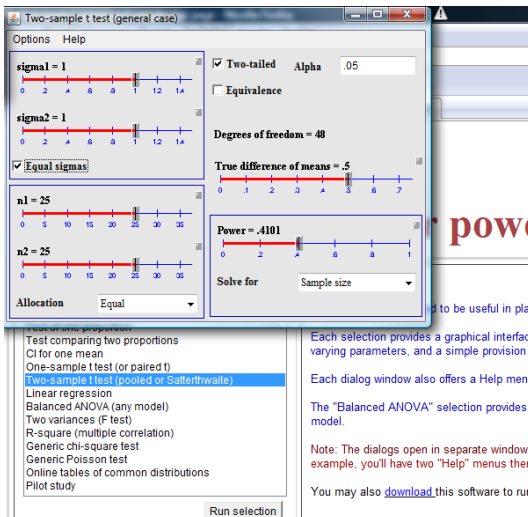 Two-sample t test (general case)
Options Help
sigma1 = 1
0 .2 .4 .6 .8 1 1.2 1.4
sigma2 = 1
0 .2 .4 .6 .8 1 1.2 1.4
Equal sigmas
n1 = 25
0 5 10 15 20 25 30 35
n2 = 25
0 5 10 15 20 25 30 35
Allocation Equal
Two-tailed Alpha .05
Equivalence
Degrees of freedom = 48
True difference of means = .5
0 .1 .2 .3 .4 .5 .6 .7
Power = .4101
0 .2 .4 .6 .8 1
Solve for Sample size
r powe
Test of one proportion
Test comparing two proportions
CI for one mean
One-sample t test (or paired t)
Two-sample t test (pooled or Satterthwaite)
Linear regression
Balanced ANOVA (any model)
Two variances (F test)
R-square (multiple correlation)
Generic chi-square test
Generic Poisson test
Online tables of common distributions
Pilot study
Run selection
d to be useful in pla
Each selection provides a graphical interfac
varying parameters, and a simple provision
Each dialog window also offers a Help men
The "Balanced ANOVA" selection provides
model.
Note: The dialogs open in separate window
example, you'll have two "Help" menus ther
You may also download this software to rur